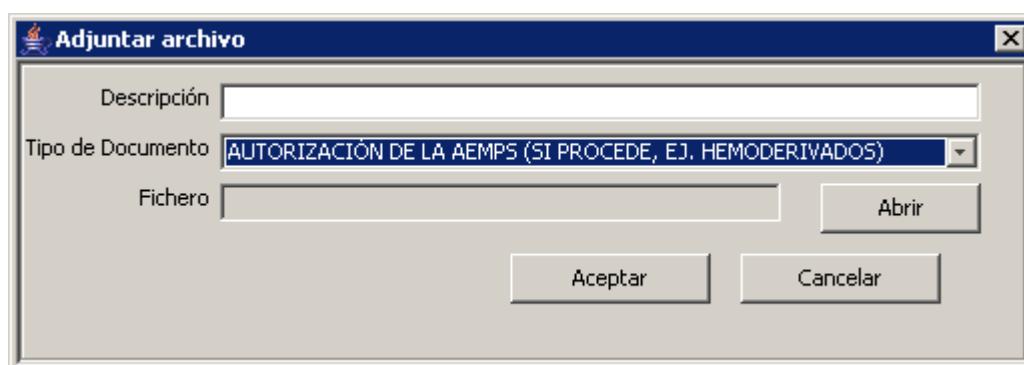 Adjuntar archivo
Descripción
Tipo de Documento AUTORIZACIÓN DE LA AEMPS (SI PROCEDE, EJ. HEMODERIVADOS)
Fichero Abrir
Aceptar Cancelar